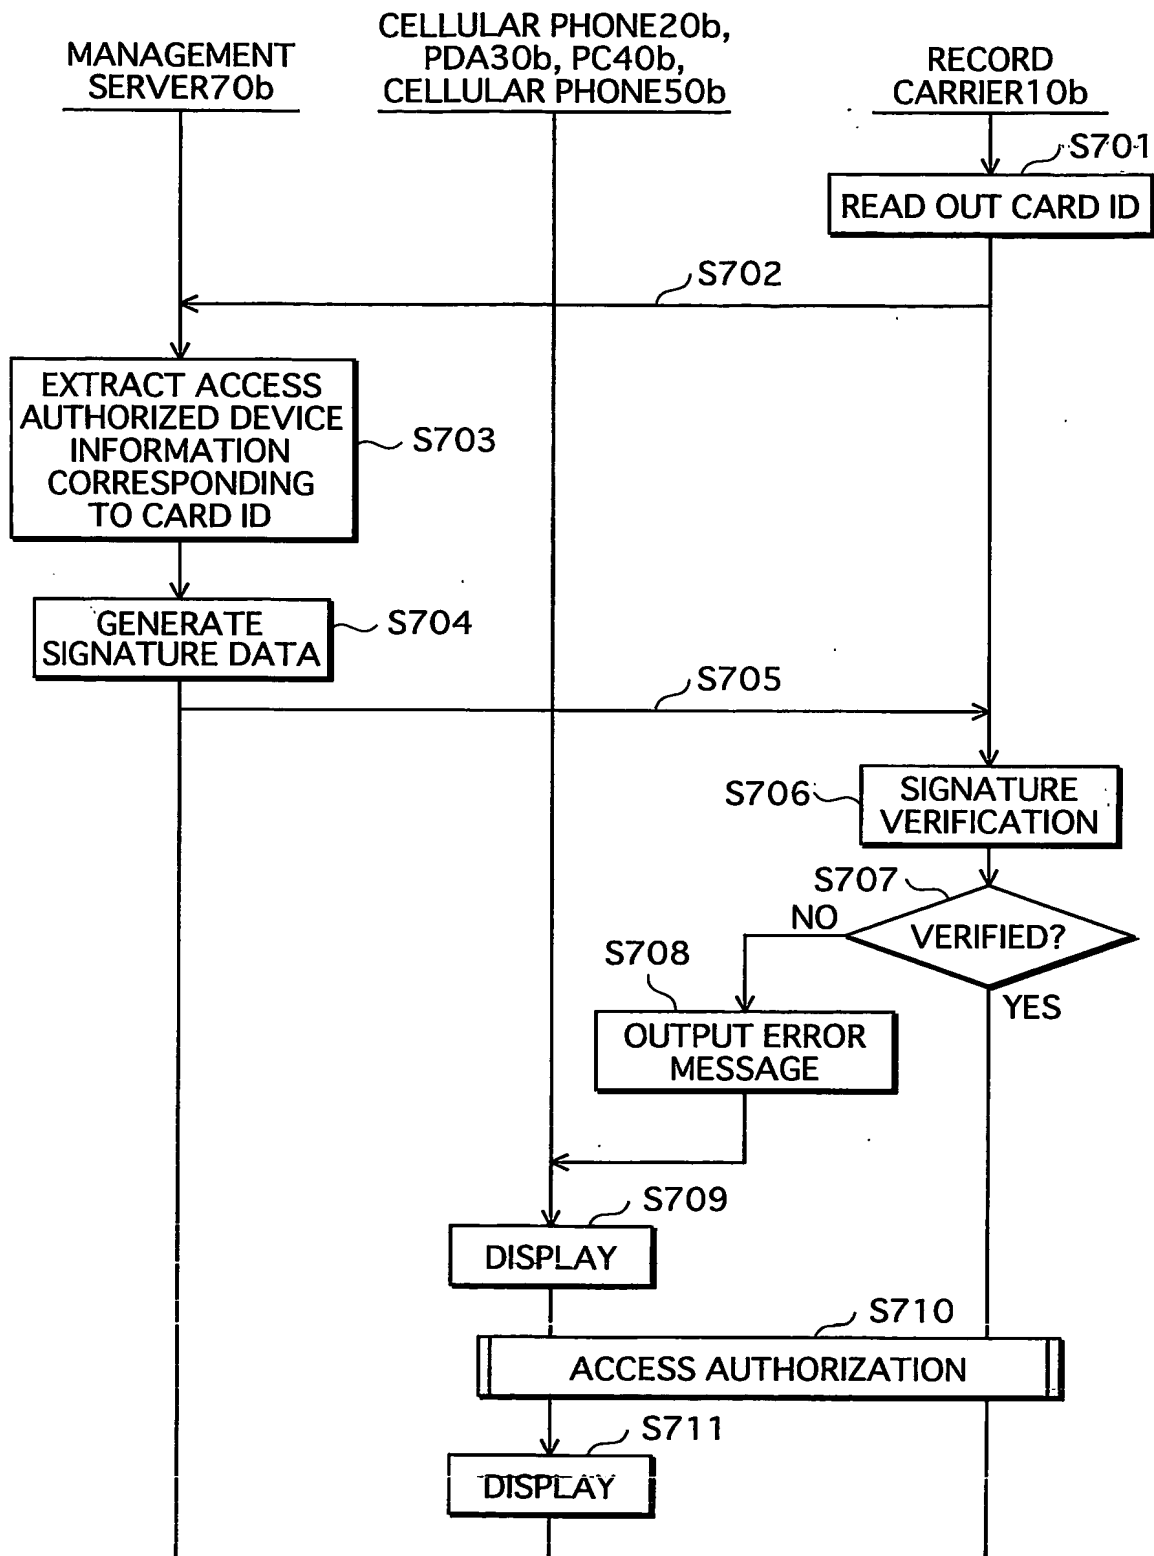 MANAGEMENT
SERVER70b
CELLULAR PHONE20b,
PDA30b, PC40b,
CELLULAR PHONE50b
RECORD
CARRIER10b
S701
READ OUT CARD ID
S702
EXTRACT ACCESS
AUTHORIZED DEVICE
INFORMATION
CORRESPONDING
TO CARD ID
S703
GENERATE
SIGNATURE DATA
S704
S705
S706
SIGNATURE
VERIFICATION
S707
NO
VERIFIED?
YES
S708
OUTPUT ERROR
MESSAGE
S709
DISPLAY
S710
ACCESS AUTHORIZATION
S711
DISPLAY